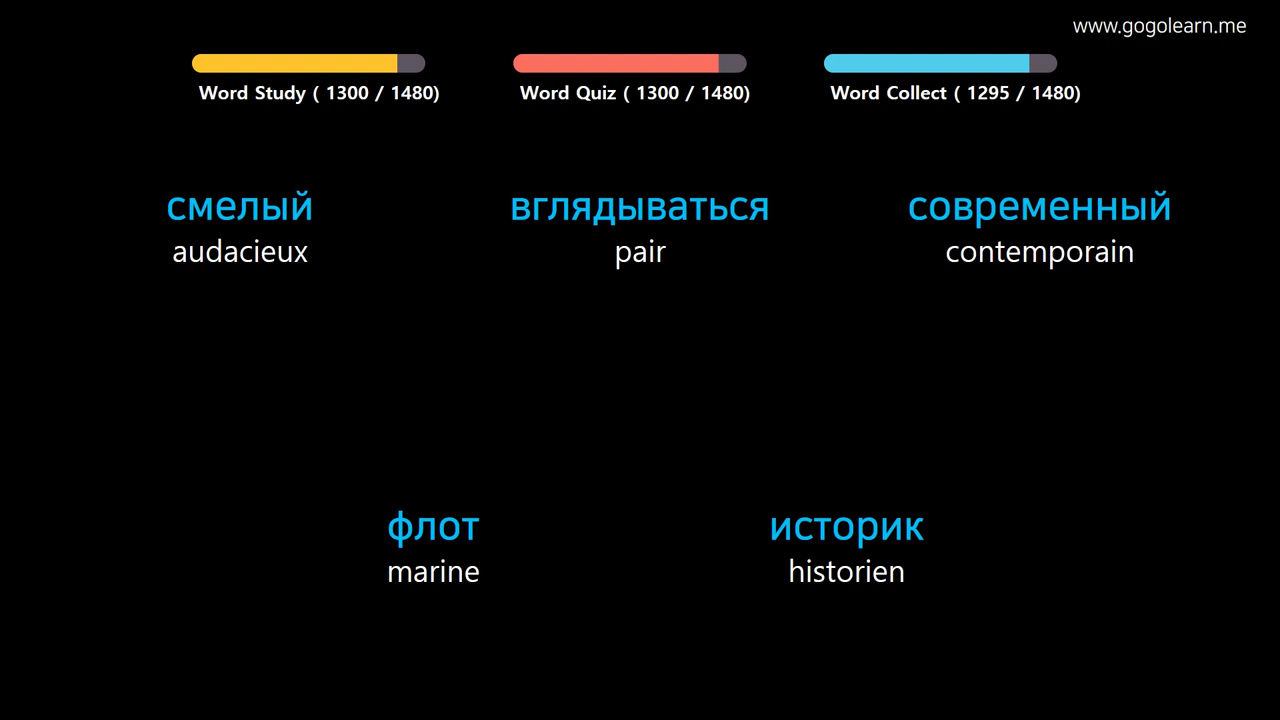 www.gogolearn.me
Word Study ( 1300 / 1480)
Word Quiz ( 1300 / 1480)
Word Collect ( 1295 / 1480)
смелый
audacieux
вглядываться
pair
современный
contemporain
флот
marine
историк
historien